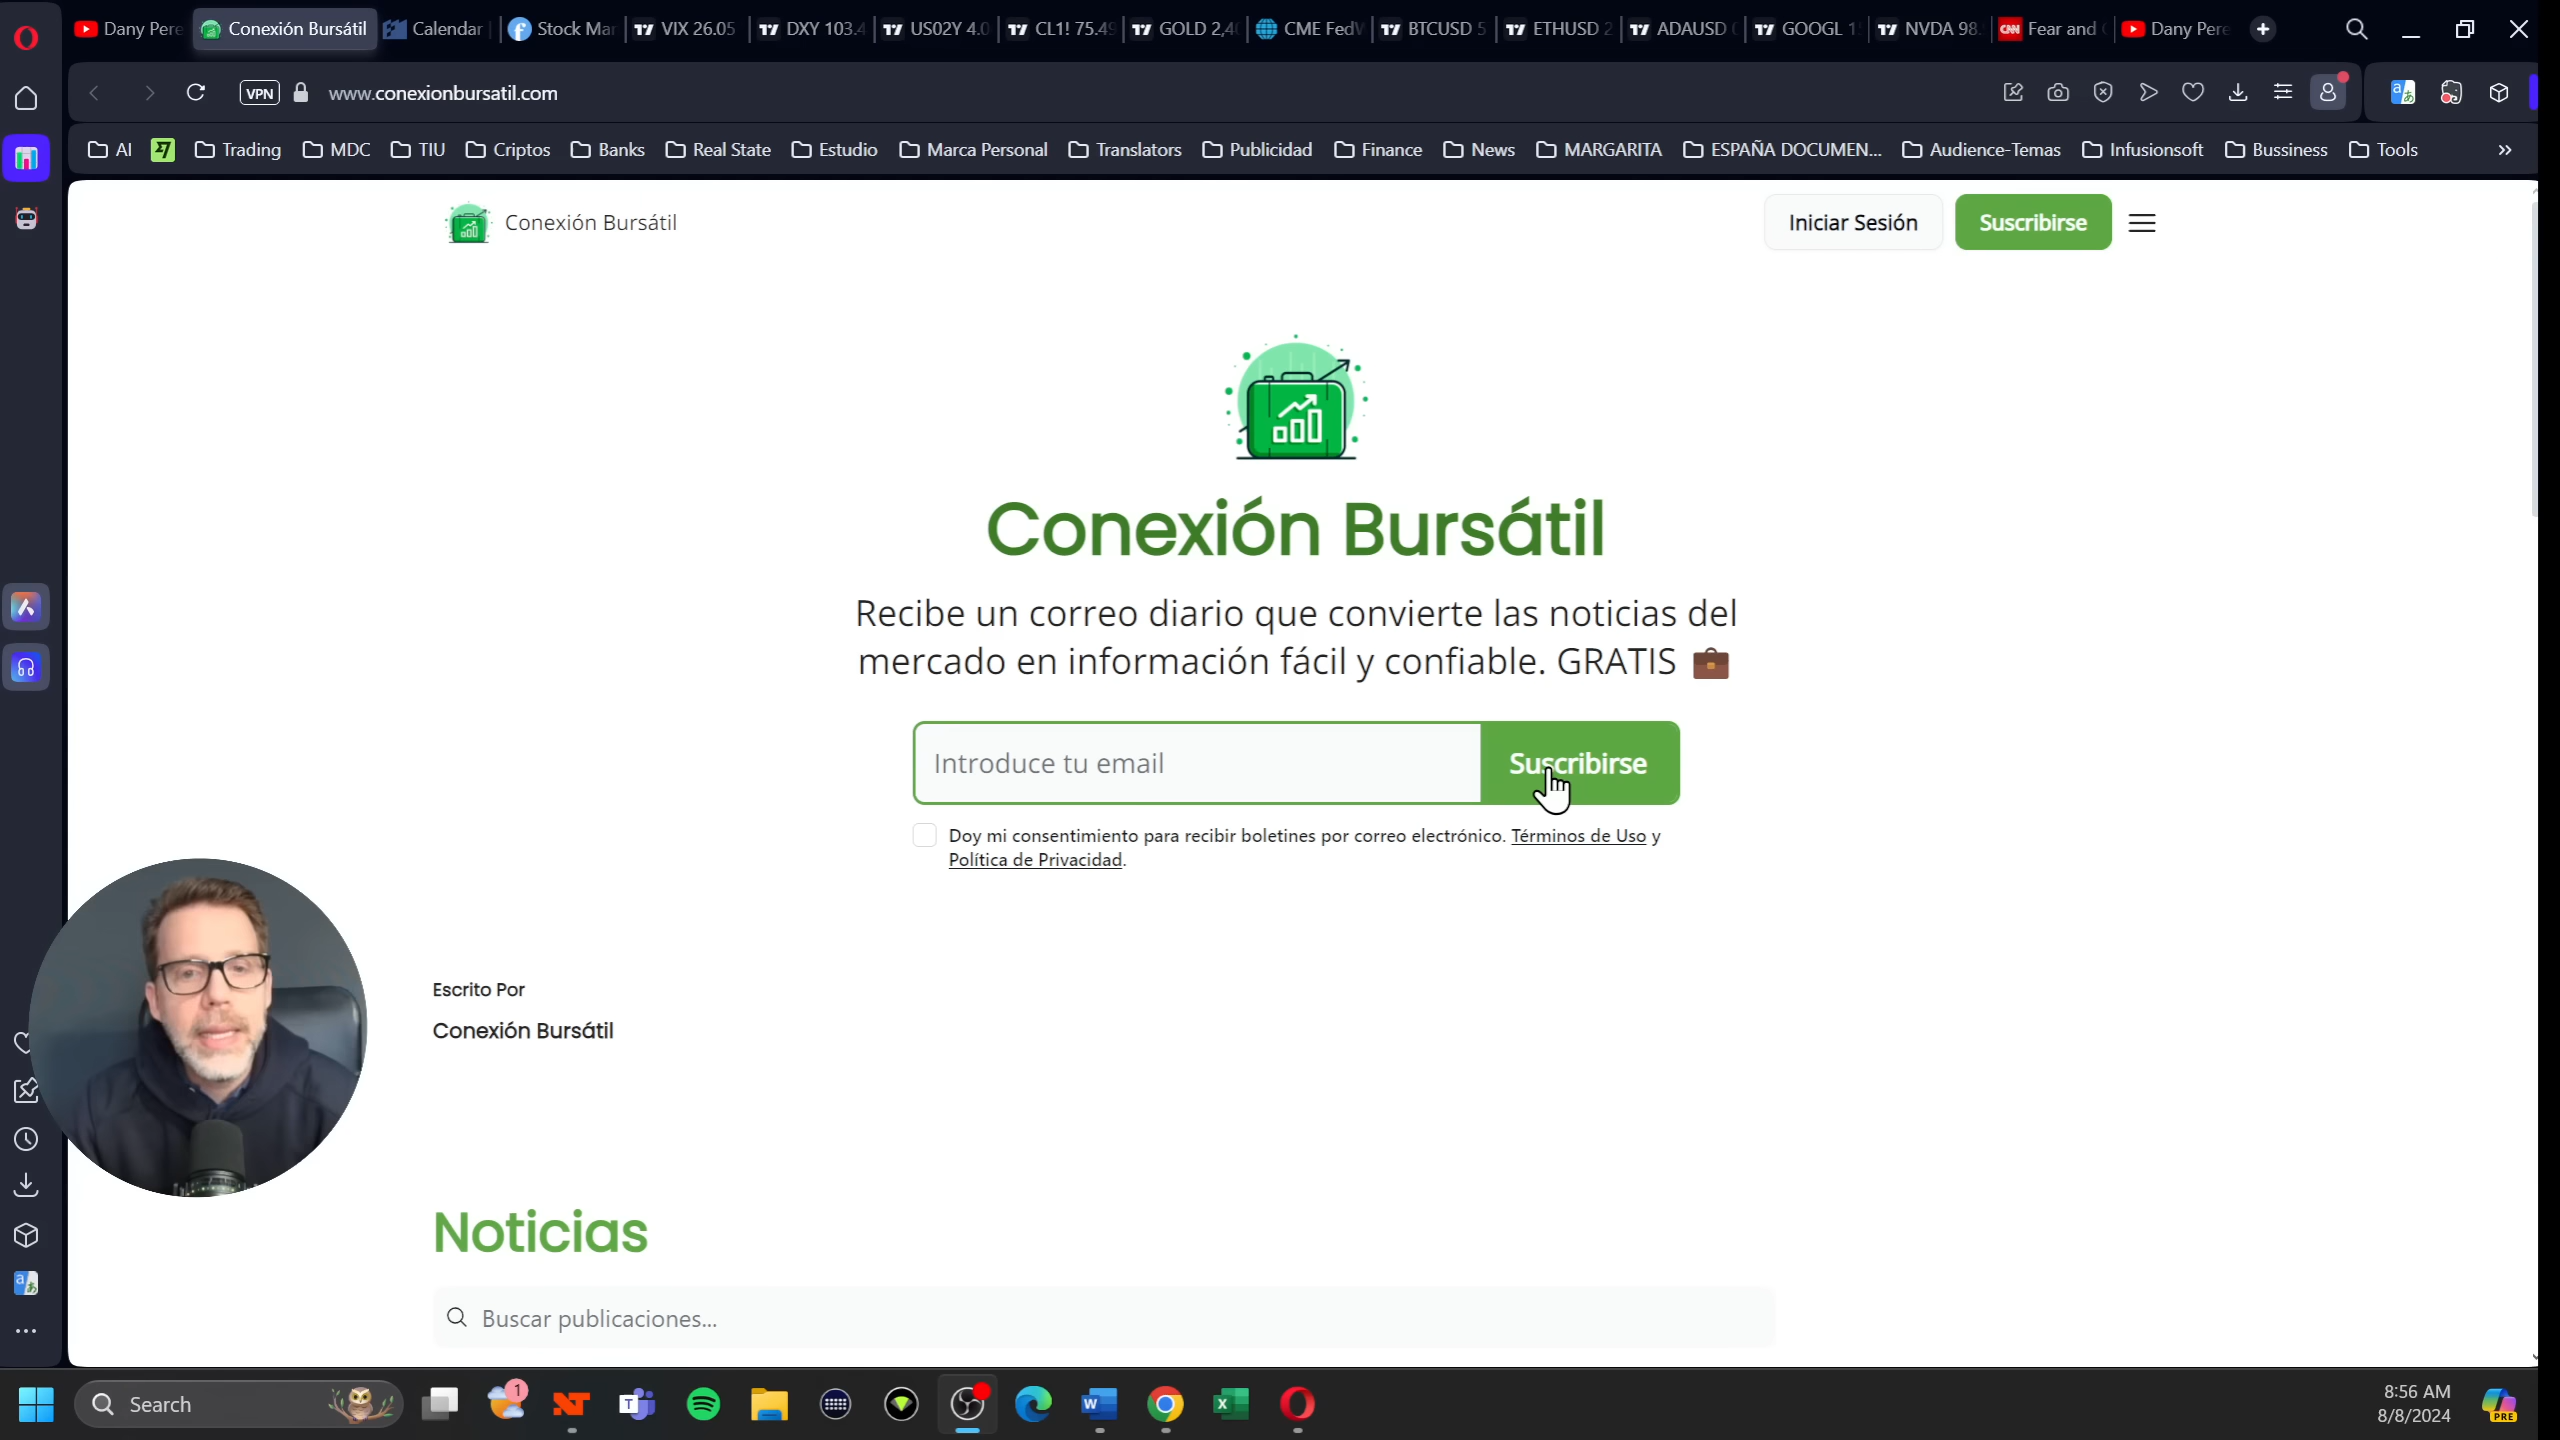 Dany Pere
Conexión Bursátil
Calendar
Stock Mar
VIX 26.05
DXY 103.4
US02Y 4.0
CL1! 75.49
GOLD 2,4
CME FedW
BTCUSD 5
ETHUSD 2
ADAUSD
GOOGL 1
NVDA 98.
CNN Fear and
Dany Pere
VPN
www.conexionbursatil.com
AI
Trading
MDC
TIU
Criptos
Banks
Real State
Estudio
Marca Personal
Translators
Publicidad
Finance
News
MARGARITA
ESPAÑA DOCUMEN...
Audience-Temas
Infusionsoft
Bussiness
Tools
Conexión Bursátil
Iniciar Sesión
Suscribirse
Conexión Bursátil
Recibe un correo diario que convierte las noticias del
mercado en información fácil y confiable. GRATIS 💼
Introduce tu email
Suscribirse
Doy mi consentimiento para recibir boletines por correo electrónico. Términos de Uso y
Política de Privacidad.
Escrito Por
Conexión Bursátil
Noticias
Buscar publicaciones...
Search
1
8:56 AM
8/8/2024
PRE